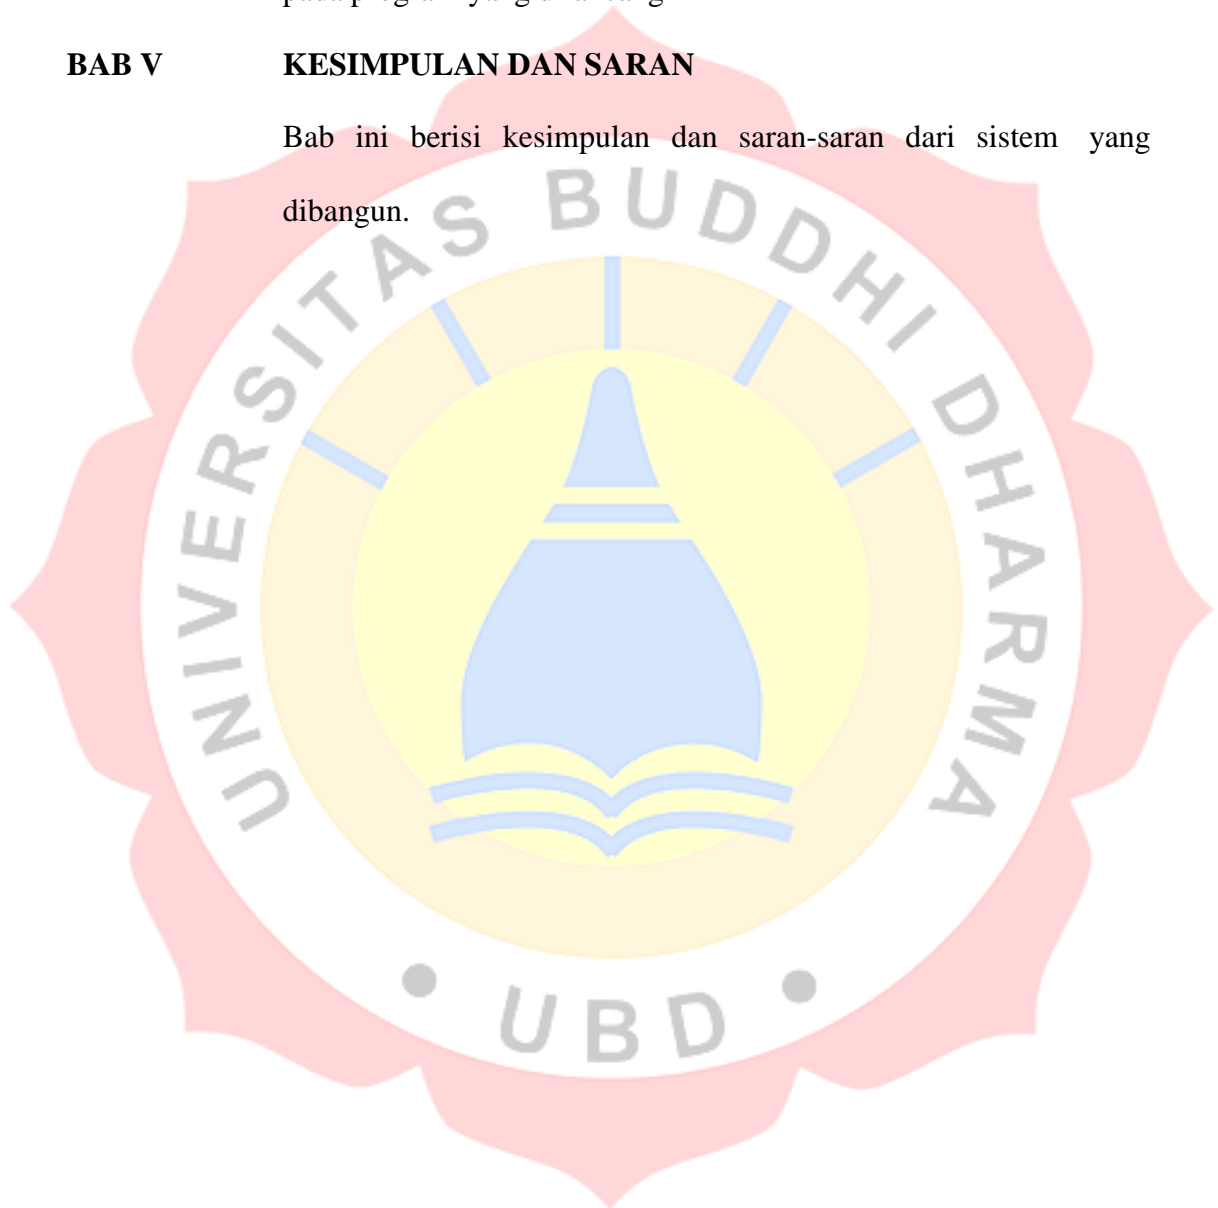 BAB V KESIMPULAN DAN SARAN
Bab ini berisi kesimpulan dan saran-saran dari sistem yang
dibangun.
UNIVERSITAS BUDDHI DHARMA
• UBD •